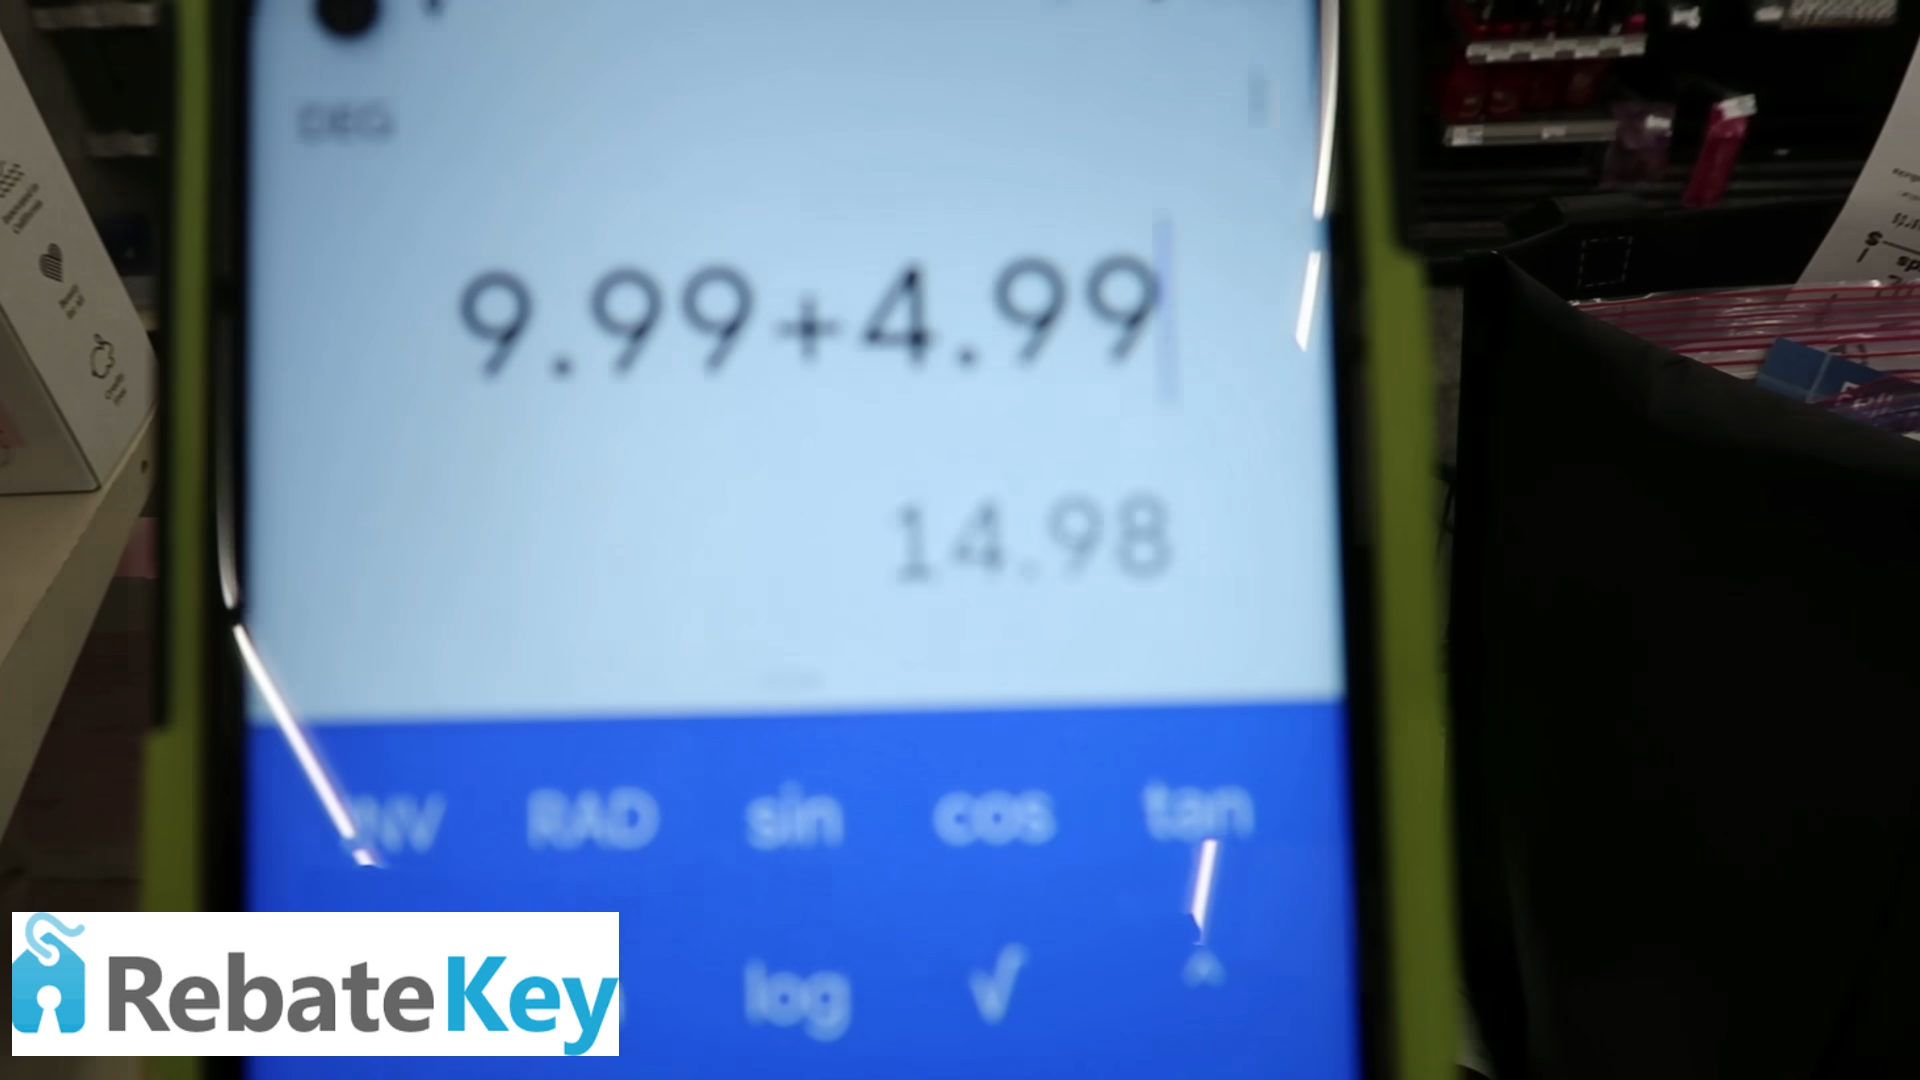 DEG
9.99+4.99
14.98
INV RAD sin cos tan
log √ ^
RebateKey